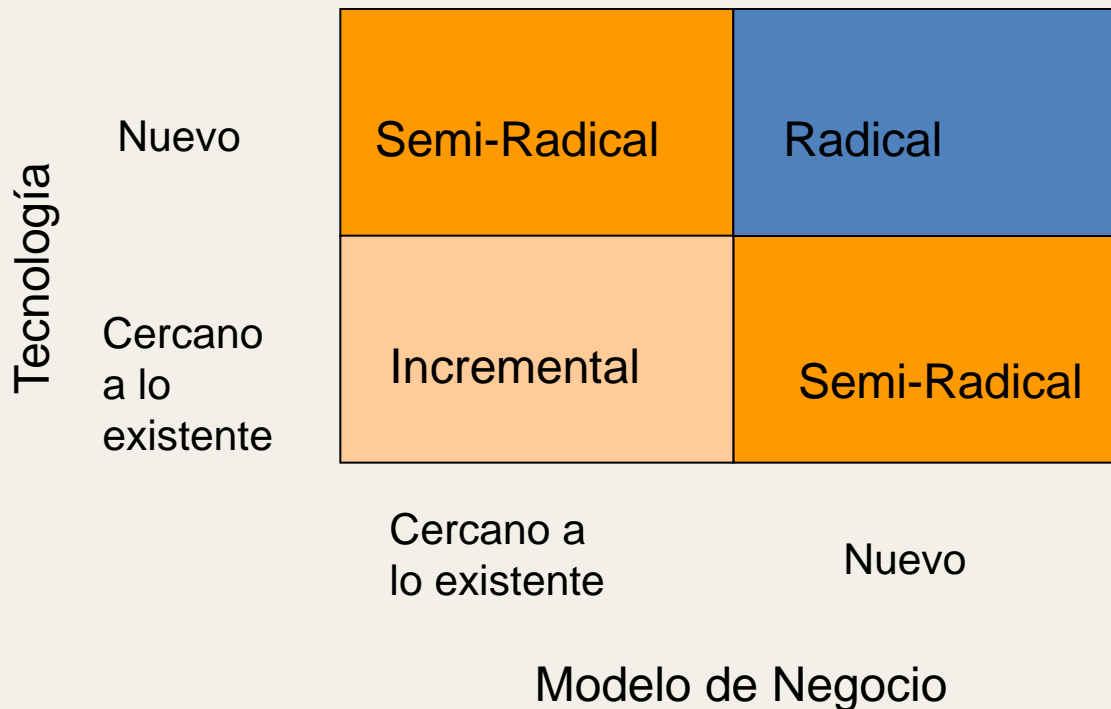 Tecnología
Nuevo
Semi-Radical
Radical
Cercano
a lo
existente
Incremental
Semi-Radical
Cercano a
lo existente
Nuevo
Modelo de Negocio